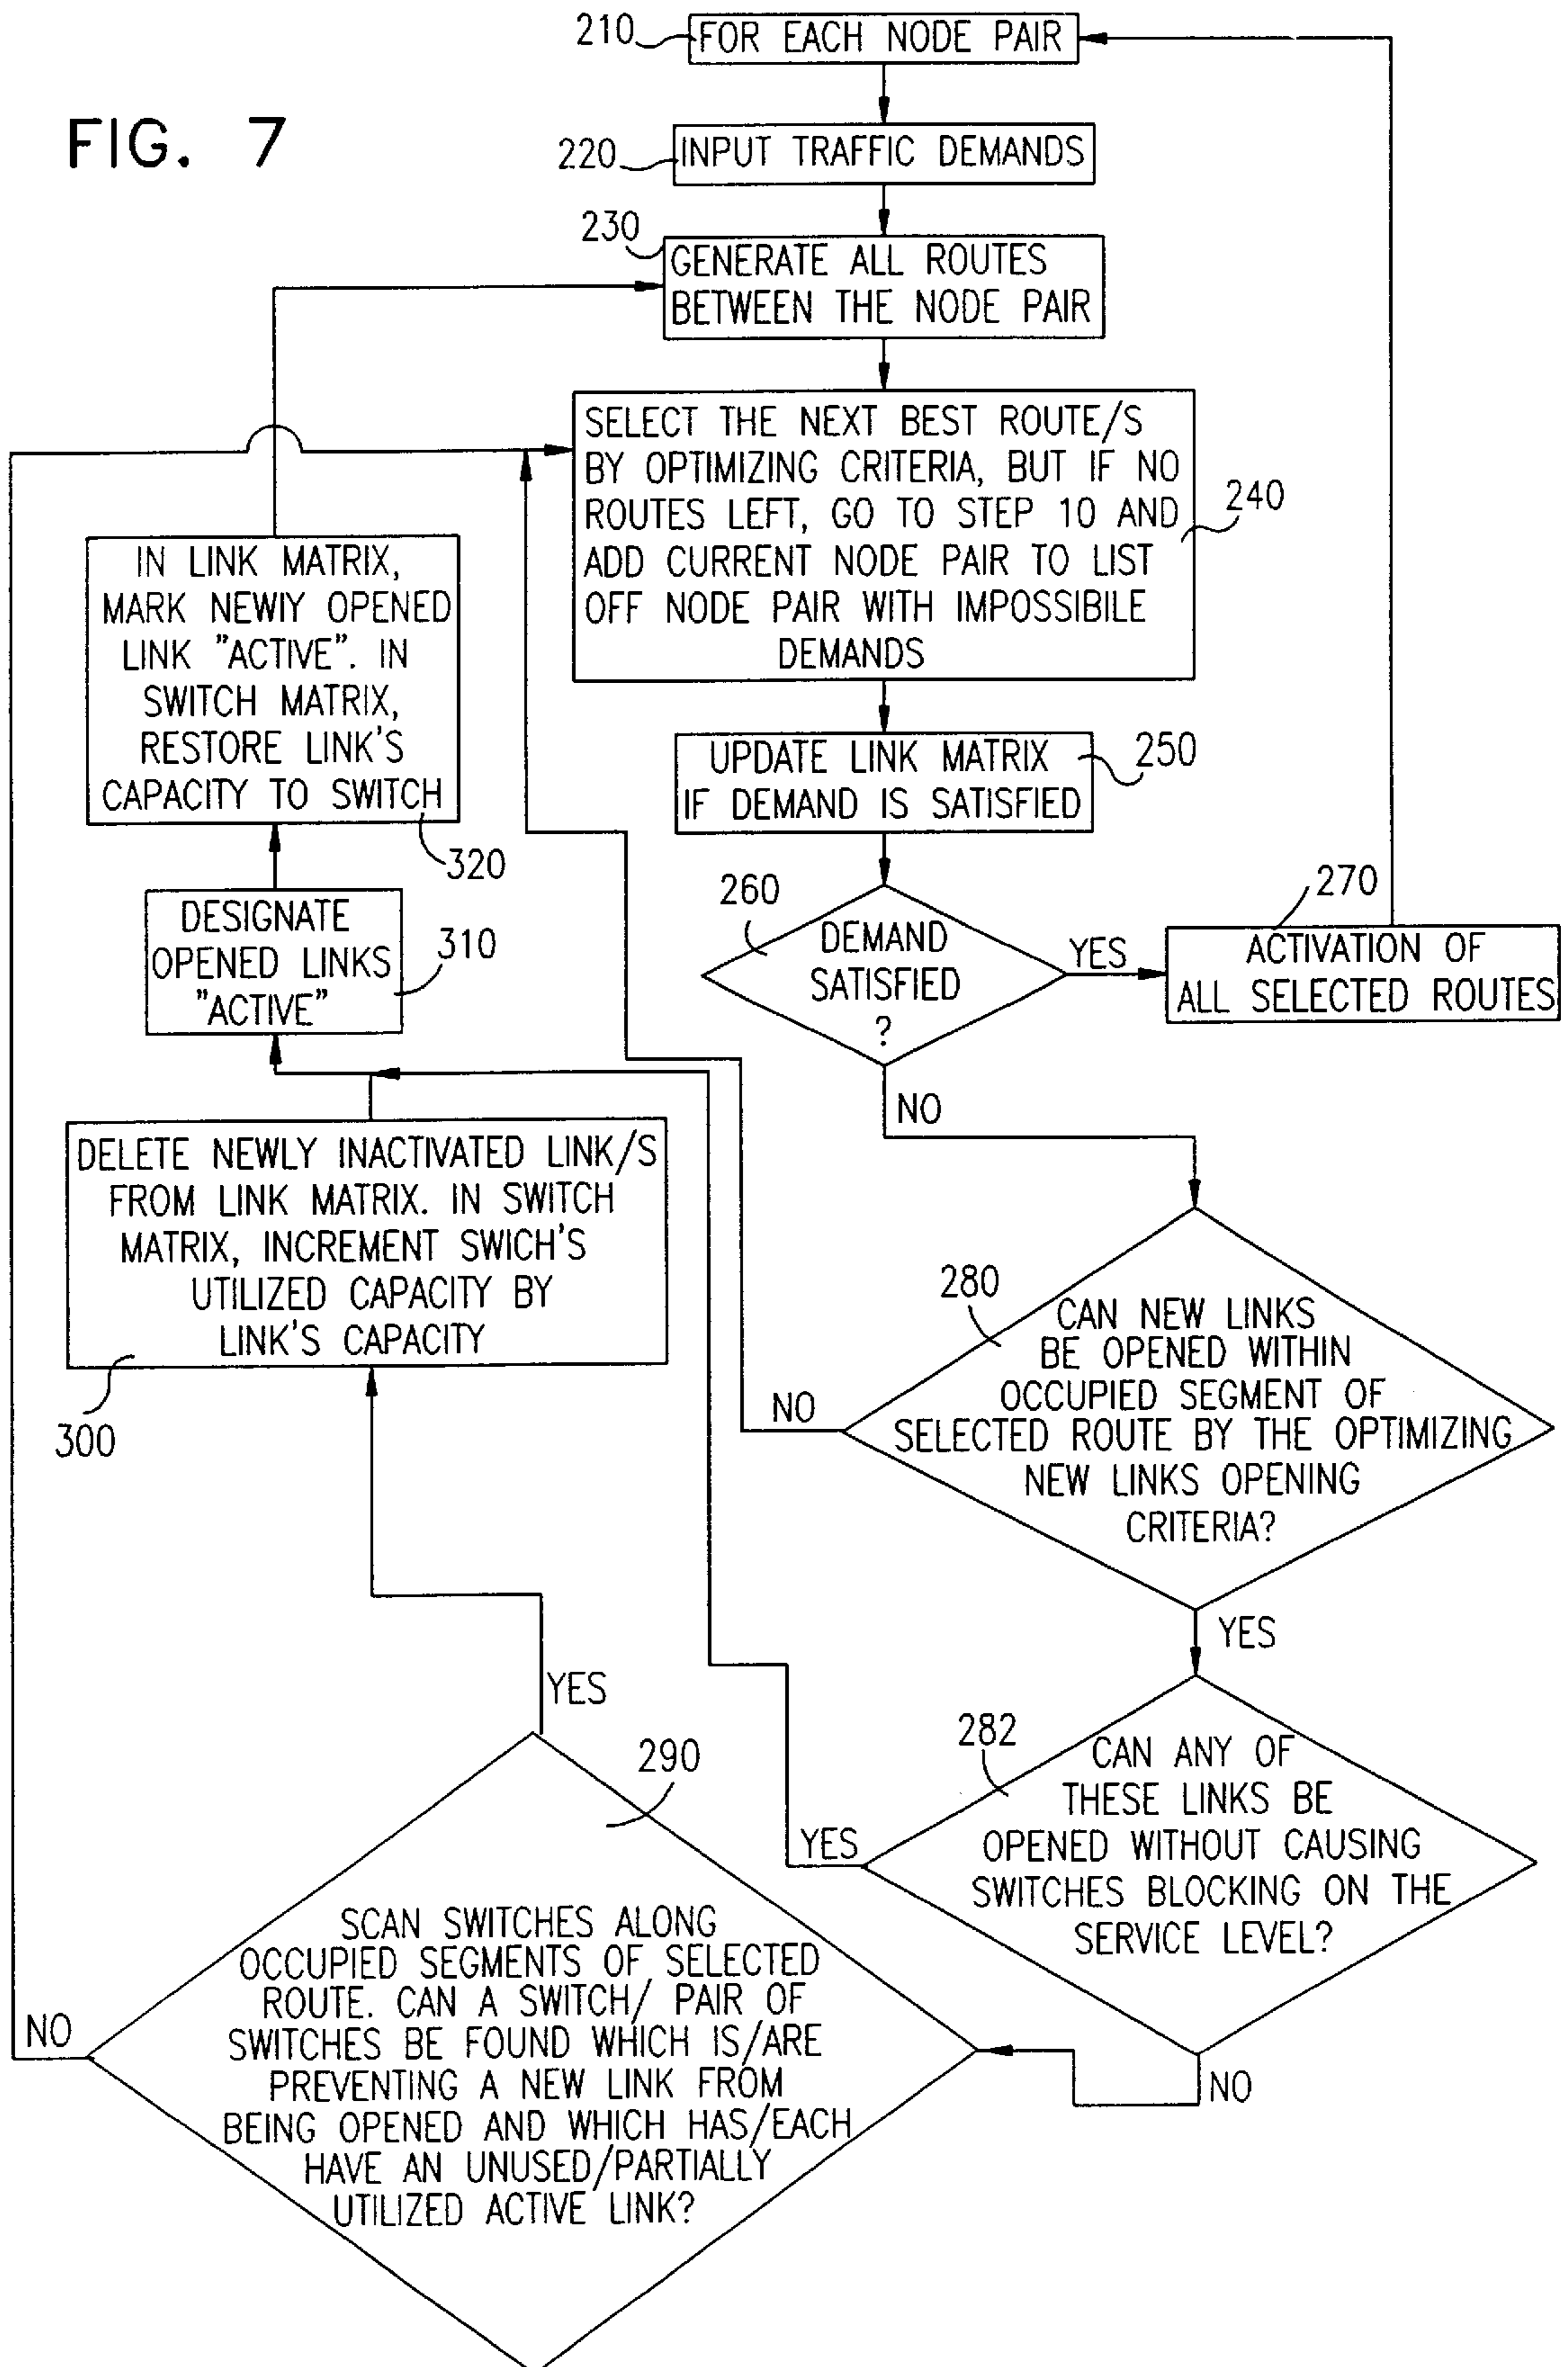 FIG. 7
210
FOR EACH NODE PAIR
220
INPUT TRAFFIC DEMANDS
230
GENERATE ALL ROUTES
BETWEEN THE NODE PAIR
SELECT THE NEXT BEST ROUTE/S
BY OPTIMIZING CRITERIA, BUT IF NO
ROUTES LEFT, GO TO STEP 10 AND
ADD CURRENT NODE PAIR TO LIST
OFF NODE PAIR WITH IMPOSSIBILE
DEMANDS
240
IN LINK MATRIX,
MARK NEWIY OPENED
LINK "ACTIVE". IN
SWITCH MATRIX,
RESTORE LINK'S
CAPACITY TO SWITCH
320
UPDATE LINK MATRIX
IF DEMAND IS SATISFIED
250
260
DEMAND
SATISFIED
?
YES
270
ACTIVATION OF
ALL SELECTED ROUTES
DESIGNATE
OPENED LINKS
"ACTIVE"
310
NO
DELETE NEWLY INACTIVATED LINK/S
FROM LINK MATRIX. IN SWITCH
MATRIX, INCREMENT SWICH'S
UTILIZED CAPACITY BY
LINK'S CAPACITY
300
280
CAN NEW LINKS
BE OPENED WITHIN
OCCUPIED SEGMENT OF
SELECTED ROUTE BY THE OPTIMIZING
NEW LINKS OPENING
CRITERIA?
NO
YES
282
CAN ANY OF
THESE LINKS BE
OPENED WITHOUT CAUSING
SWITCHES BLOCKING ON THE
SERVICE LEVEL?
YES
NO
YES
290
SCAN SWITCHES ALONG
OCCUPIED SEGMENTS OF SELECTED
ROUTE. CAN A SWITCH/ PAIR OF
SWITCHES BE FOUND WHICH IS/ARE
PREVENTING A NEW LINK FROM
BEING OPENED AND WHICH HAS/EACH
HAVE AN UNUSED/PARTIALLY
UTILIZED ACTIVE LINK?
NO